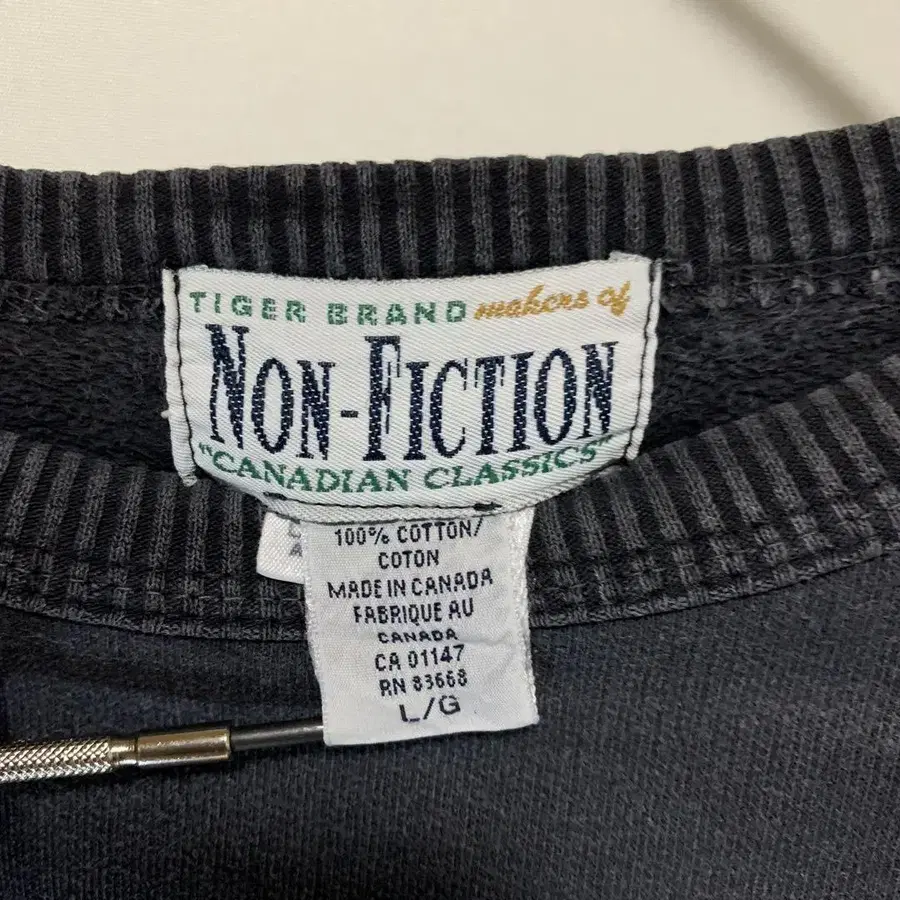 TIGER BRAND makers of
NON-FICTION
"CANADIAN CLASSICS"
100% COTTON/
COTON
MADE IN CANADA
FABRIQUE AU
CANADA
CA 01147
RN 83668
L/G